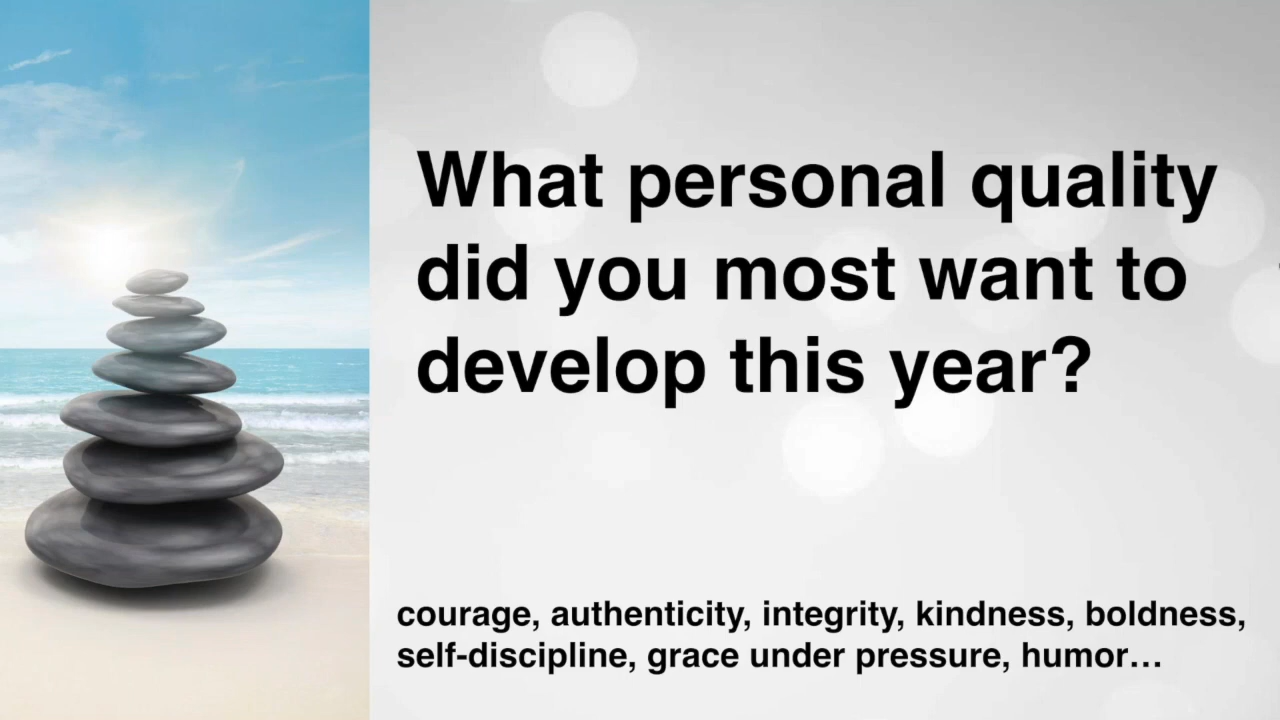 What personal quality
did you most want to
develop this year?
courage, authenticity, integrity, kindness, boldness,
self-discipline, grace under pressure, humor…